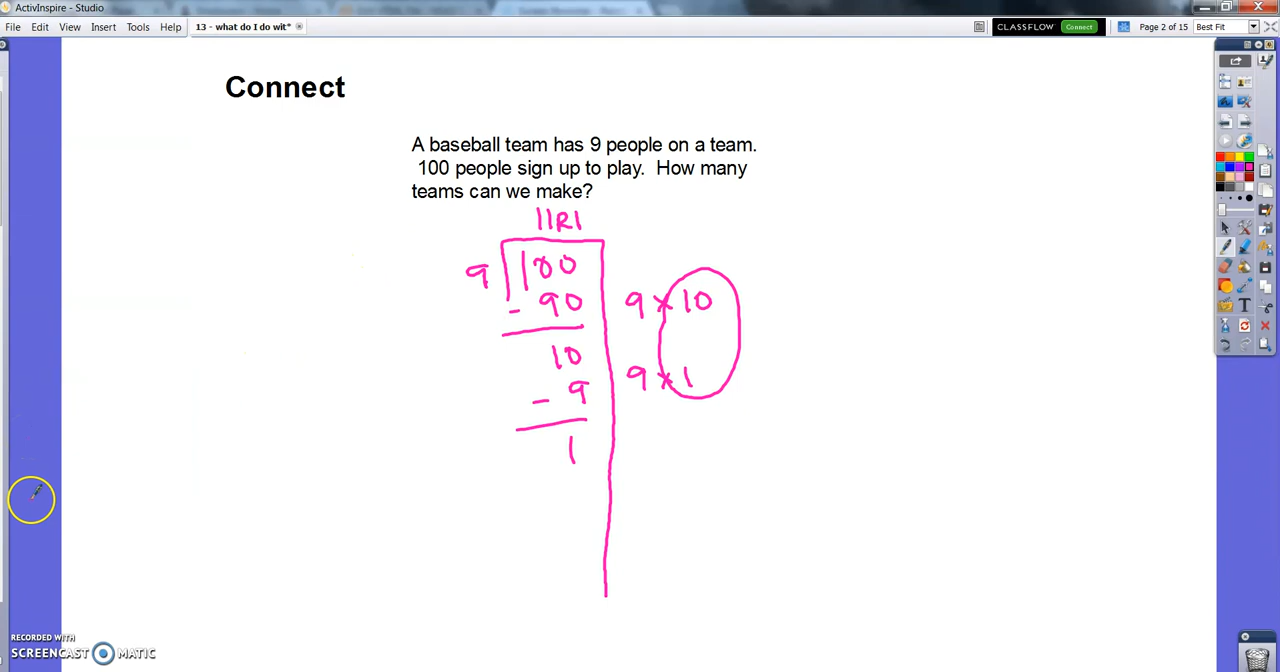 ActivInspire - Studio
File Edit View Insert Tools Help 13 - what do I do wit* CLASSFLOW Connect Page 2 of 15 Best Fit
Connect
A baseball team has 9 people on a team.
100 people sign up to play. How many
teams can we make?
11R1
9 100
- 90 9 x 10
10
- 9 9 x 1
1
RECORDED WITH
SCREENCAST MATIC